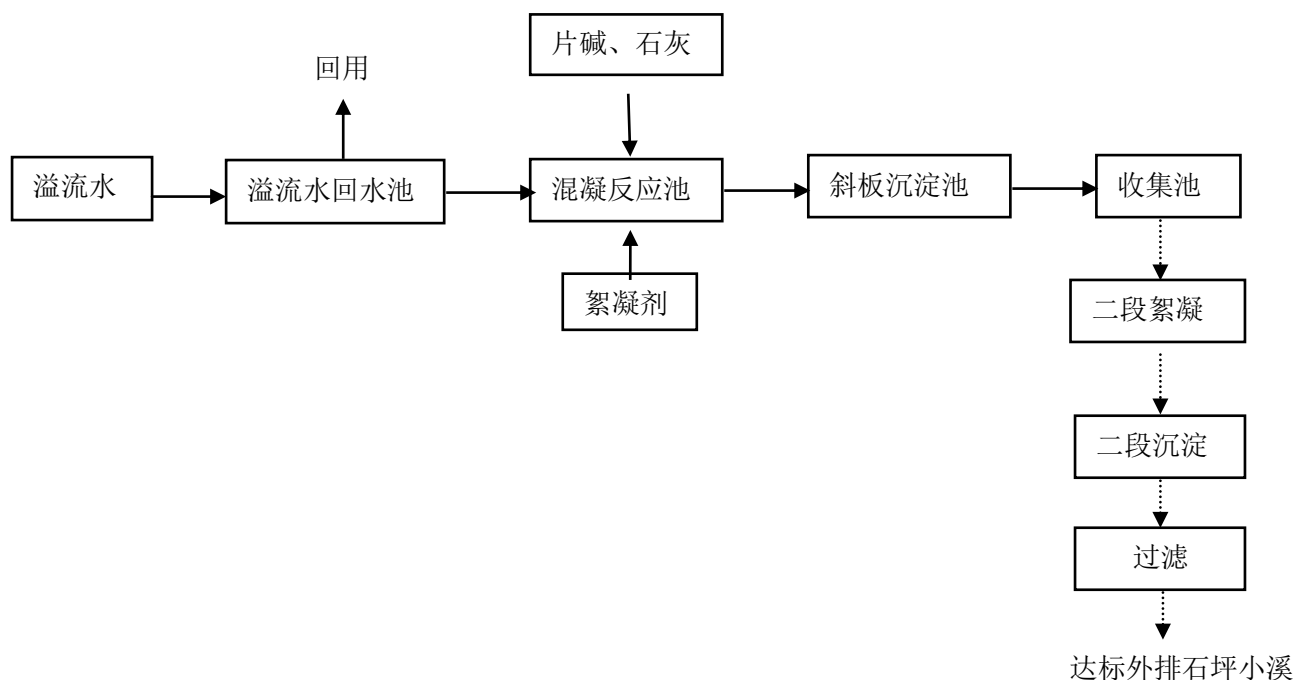 片碱、石灰
回用
溢流水
溢流水回水池
混凝反应池
斜板沉淀池
收集池
絮凝剂
二段絮凝
二段沉淀
过滤
达标外排石坪小溪